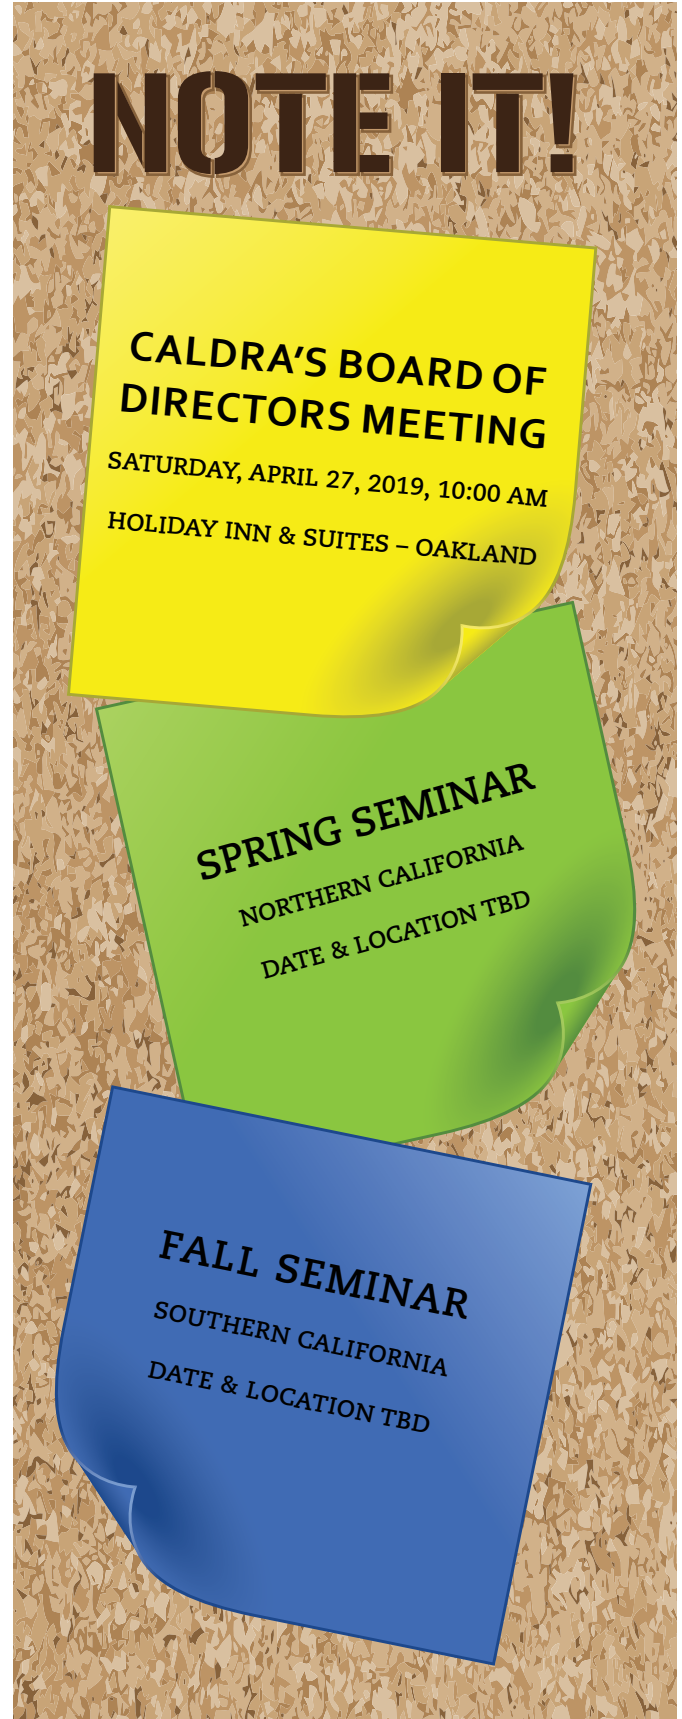 NOTE IT!
CALDRA’S BOARD OF
DIRECTORS MEETING
SATURDAY, APRIL 27, 2019, 10:00 AM
HOLIDAY INN & SUITES – OAKLAND
SPRING SEMINAR
NORTHERN CALIFORNIA
DATE & LOCATION TBD
FALL SEMINAR
SOUTHERN CALIFORNIA
DATE & LOCATION TBD